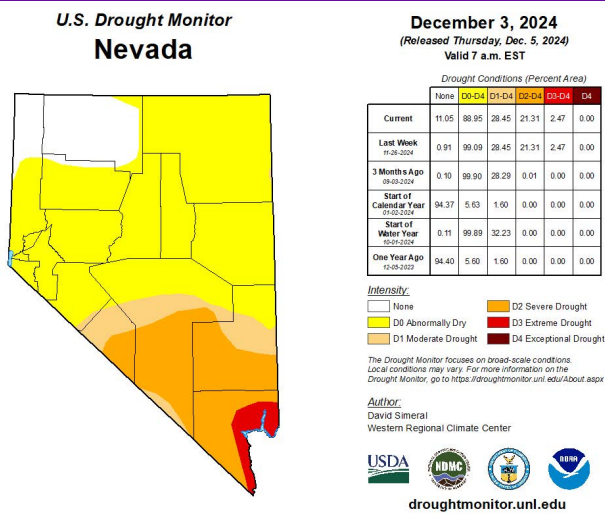 U.S. Drought Monitor
Nevada
December 3, 2024
(Released Thursday, Dec. 5, 2024)
Valid 7 a.m. EST
Drought Conditions (Percent Area)
None D0-D4 D1-D4 D2-D4 D3-D4 D4
Current 11.05 88.95 28.45 21.31 2.47 0.00
Last Week
11-26-2024 0.91 99.09 28.45 21.31 2.47 0.00
3 Months Ago
09-03-2024 0.10 99.90 28.29 0.01 0.00 0.00
Start of
Calendar Year
01-02-2024 94.37 5.63 1.60 0.00 0.00 0.00
Start of
Water Year
10-01-2024 0.11 99.89 32.23 0.00 0.00 0.00
One Year Ago
12-05-2023 94.40 5.60 1.60 0.00 0.00 0.00
Intensity:
None
D0 Abnormally Dry
D1 Moderate Drought
D2 Severe Drought
D3 Extreme Drought
D4 Exceptional Drought
The Drought Monitor focuses on broad-scale conditions.
Local conditions may vary. For more information on the
Drought Monitor, go to https://droughtmonitor.unl.edu/About.aspx
Author:
David Simeral
Western Regional Climate Center
USDA
NDMC
NOAA
droughtmonitor.unl.edu